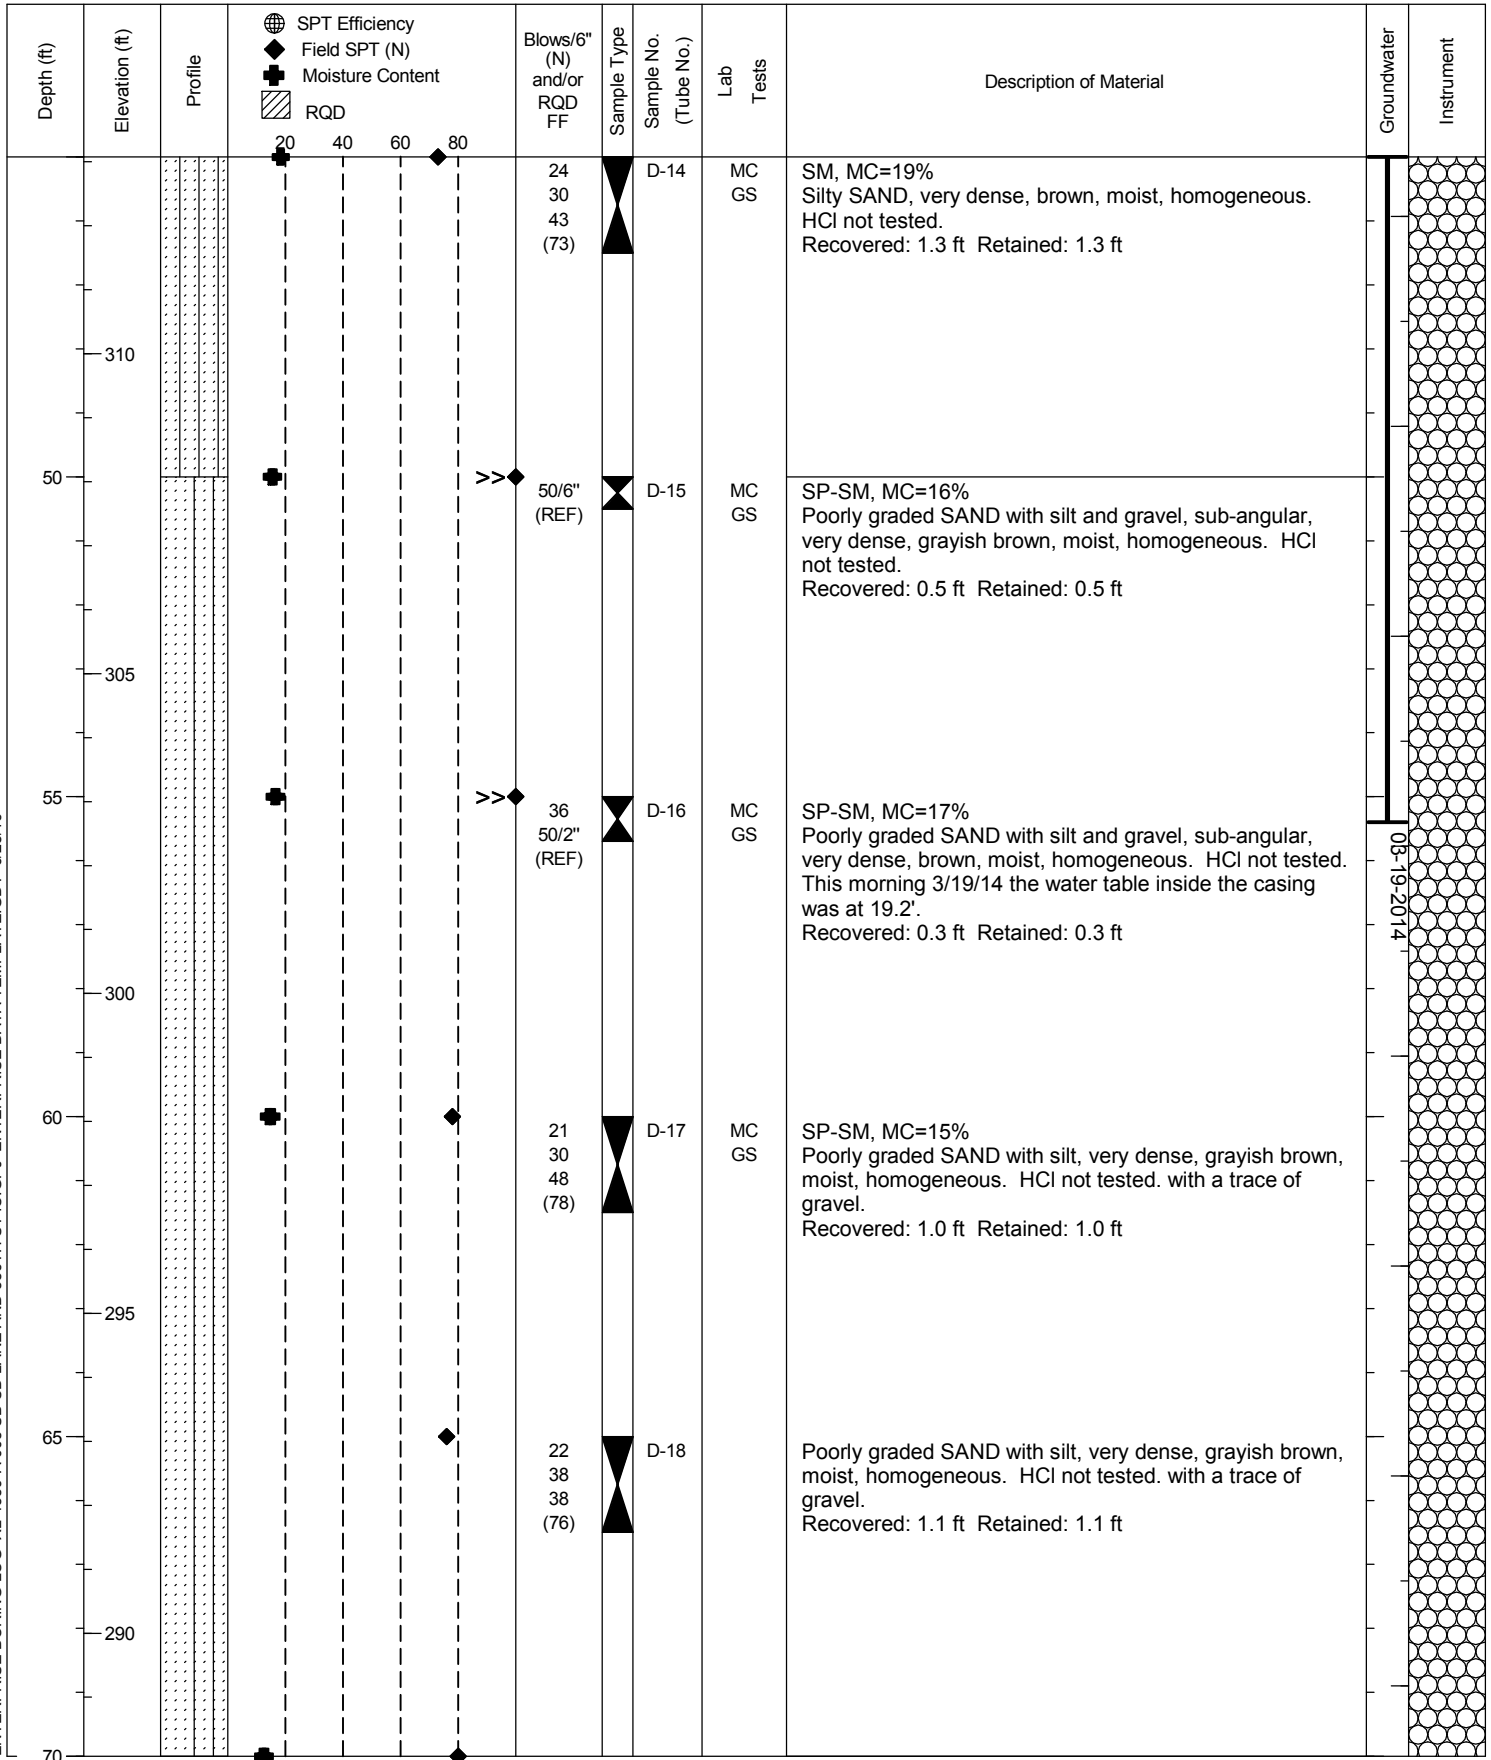 Depth (ft)
Elevation (ft)
Profile
SPT Efficiency
Field SPT (N)
Moisture Content
RQD
20 40 60 80
Blows/6"
(N)
and/or
RQD
FF
Sample Type
Sample No.
(Tube No.)
Lab
Tests
Description of Material
Groundwater
Instrument
24
30
43
(73)
D-14
MC
GS
SM, MC=19%
Silty SAND, very dense, brown, moist, homogeneous.
HCl not tested.
Recovered: 1.3 ft Retained: 1.3 ft
310
50
>>
50/6"
(REF)
D-15
MC
GS
SP-SM, MC=16%
Poorly graded SAND with silt and gravel, sub-angular,
very dense, grayish brown, moist, homogeneous. HCl
not tested.
Recovered: 0.5 ft Retained: 0.5 ft
305
55
>>
36
50/2"
(REF)
D-16
MC
GS
SP-SM, MC=17%
Poorly graded SAND with silt and gravel, sub-angular,
very dense, brown, moist, homogeneous. HCl not tested.
This morning 3/19/14 the water table inside the casing
was at 19.2'.
Recovered: 0.3 ft Retained: 0.3 ft
03-19-2014
300
60
21
30
48
(78)
D-17
MC
GS
SP-SM, MC=15%
Poorly graded SAND with silt, very dense, grayish brown,
moist, homogeneous. HCl not tested. with a trace of
gravel.
Recovered: 1.0 ft Retained: 1.0 ft
295
65
22
38
38
(76)
D-18
Poorly graded SAND with silt, very dense, grayish brown,
moist, homogeneous. HCl not tested. with a trace of
gravel.
Recovered: 1.1 ft Retained: 1.1 ft
290
70